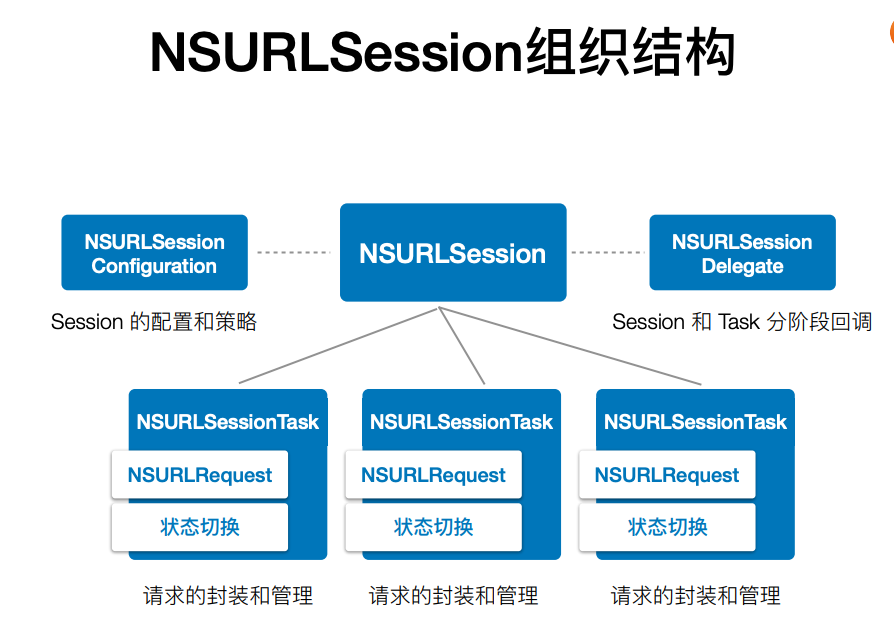 NSURLSession组织结构
NSURLSession
Configuration
NSURLSession
NSURLSession
Delegate
Session 的配置和策略
Session 和 Task 分阶段回调
NSURLSessionTask
NSURLRequest
状态切换
请求的封装和管理
NSURLSessionTask
NSURLRequest
状态切换
请求的封装和管理
NSURLSessionTask
NSURLRequest
状态切换
请求的封装和管理